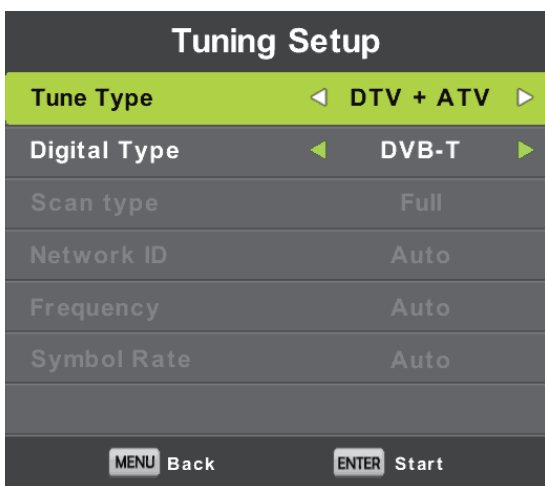 Tuning Setup
Tune Type DTV + ATV
Digital Type DVB-T
Scan type Full
Network ID Auto
Frequency Auto
Symbol Rate Auto
MENU Back ENTER Start